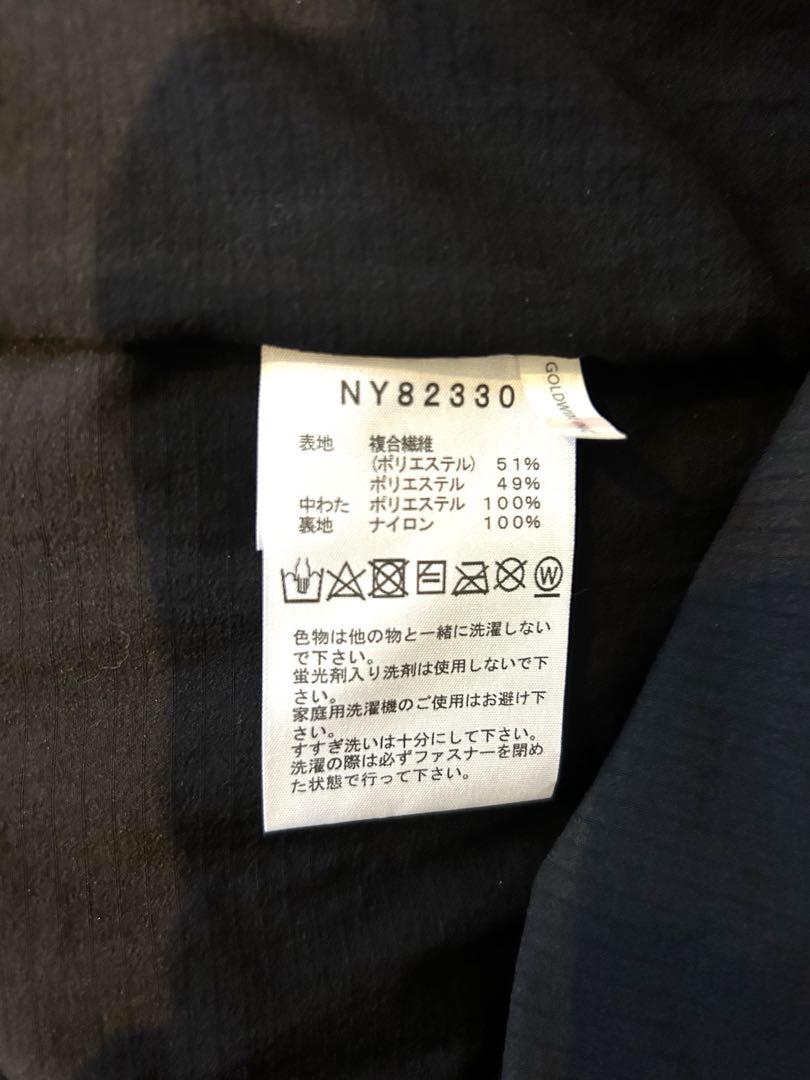 NY82330
GOLDWIN
表地 複合繊維
(ポリエステル) 51%
ポリエステル 49%
中わた ポリエステル 100%
裏地 ナイロン 100%
W
色物は他の物と一緒に洗濯しない
で下さい。
蛍光剤入り洗剤は使用しないで下
さい。
家庭用洗濯機のご使用はお避け下
さい。
すすぎ洗いは十分にして下さい。
洗濯の際は必ずファスナーを閉め
た状態で行って下さい。